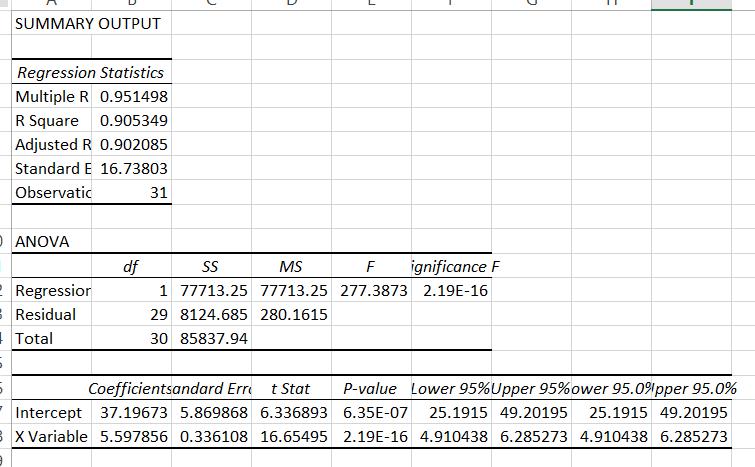 SUMMARY OUTPUT
Regression Statistics
Multiple R 0.951498
R Square 0.905349
Adjusted R 0.902085
Standard E 16.73803
Observatic 31
ANOVA
df SS MS F ignificance F
Regressior 1 77713.25 77713.25 277.3873 2.19E-16
Residual 29 8124.685 280.1615
Total 30 85837.94
Coefficients andard Erro t Stat P-value Lower 95% Upper 95% ower 95.0% pper 95.0%
Intercept 37.19673 5.869868 6.336893 6.35E-07 25.1915 49.20195 25.1915 49.20195
X Variable 5.597856 0.336108 16.65495 2.19E-16 4.910438 6.285273 4.910438 6.285273